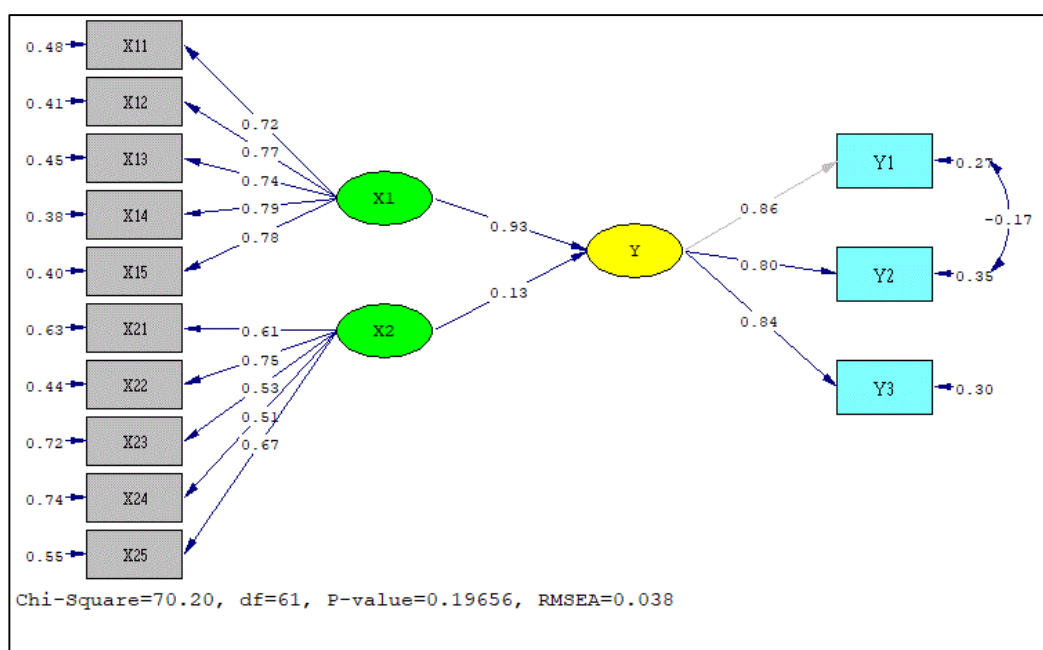 0.48 X11
0.41 X12
0.45 X13
0.38 X14
0.40 X15
0.63 X21
0.44 X22
0.72 X23
0.74 X24
0.55 X25
0.72
0.77
0.74
0.79
0.78
0.61
0.75
0.53
0.51
0.67
X1
X2
0.93
0.13
Y
0.86
0.80
0.84
Y1 0.27
-0.17
Y2 0.35
Y3 0.30
Chi-Square=70.20, df=61, P-value=0.19656, RMSEA=0.038